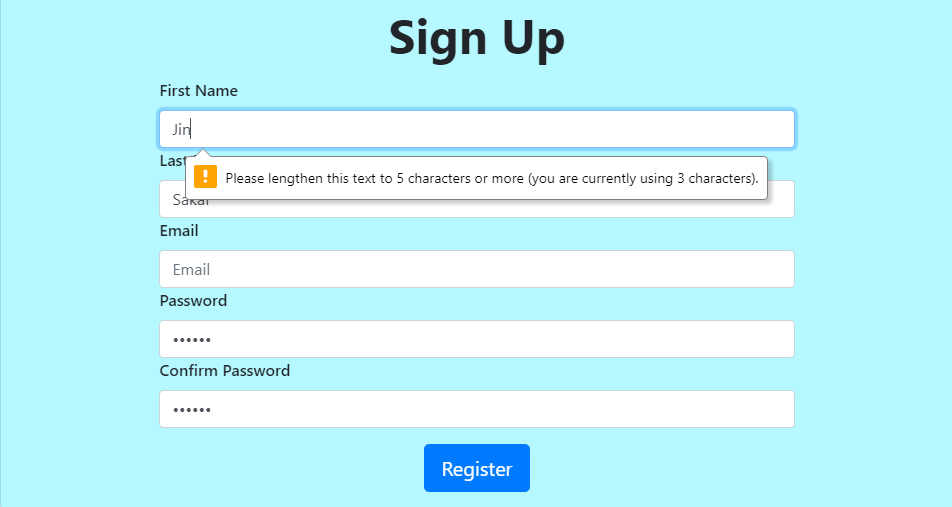 Sign Up
First Name
Jin
Last
Please lengthen this text to 5 characters or more (you are currently using 3 characters).
Sakai
Email
Email
Password
••••••
Confirm Password
••••••
Register